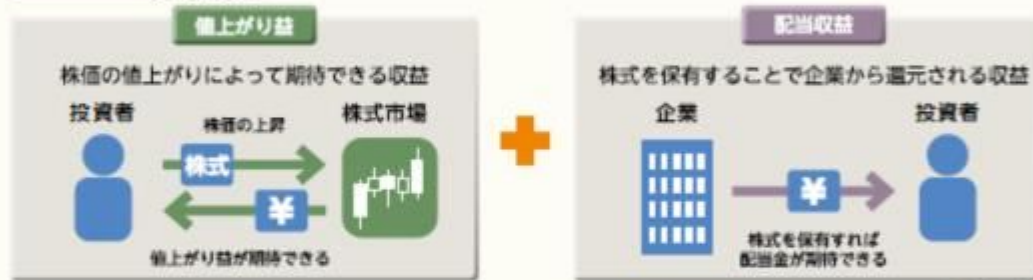 値上がり益
株価の値上がりによって期待できる収益
投資者
株価の上昇
株式市場
株式
¥
値上がり益が期待できる
配当収益
株式を保有することで企業から還元される収益
企業
投資者
¥
株式を保有すれば
配当金が期待できる